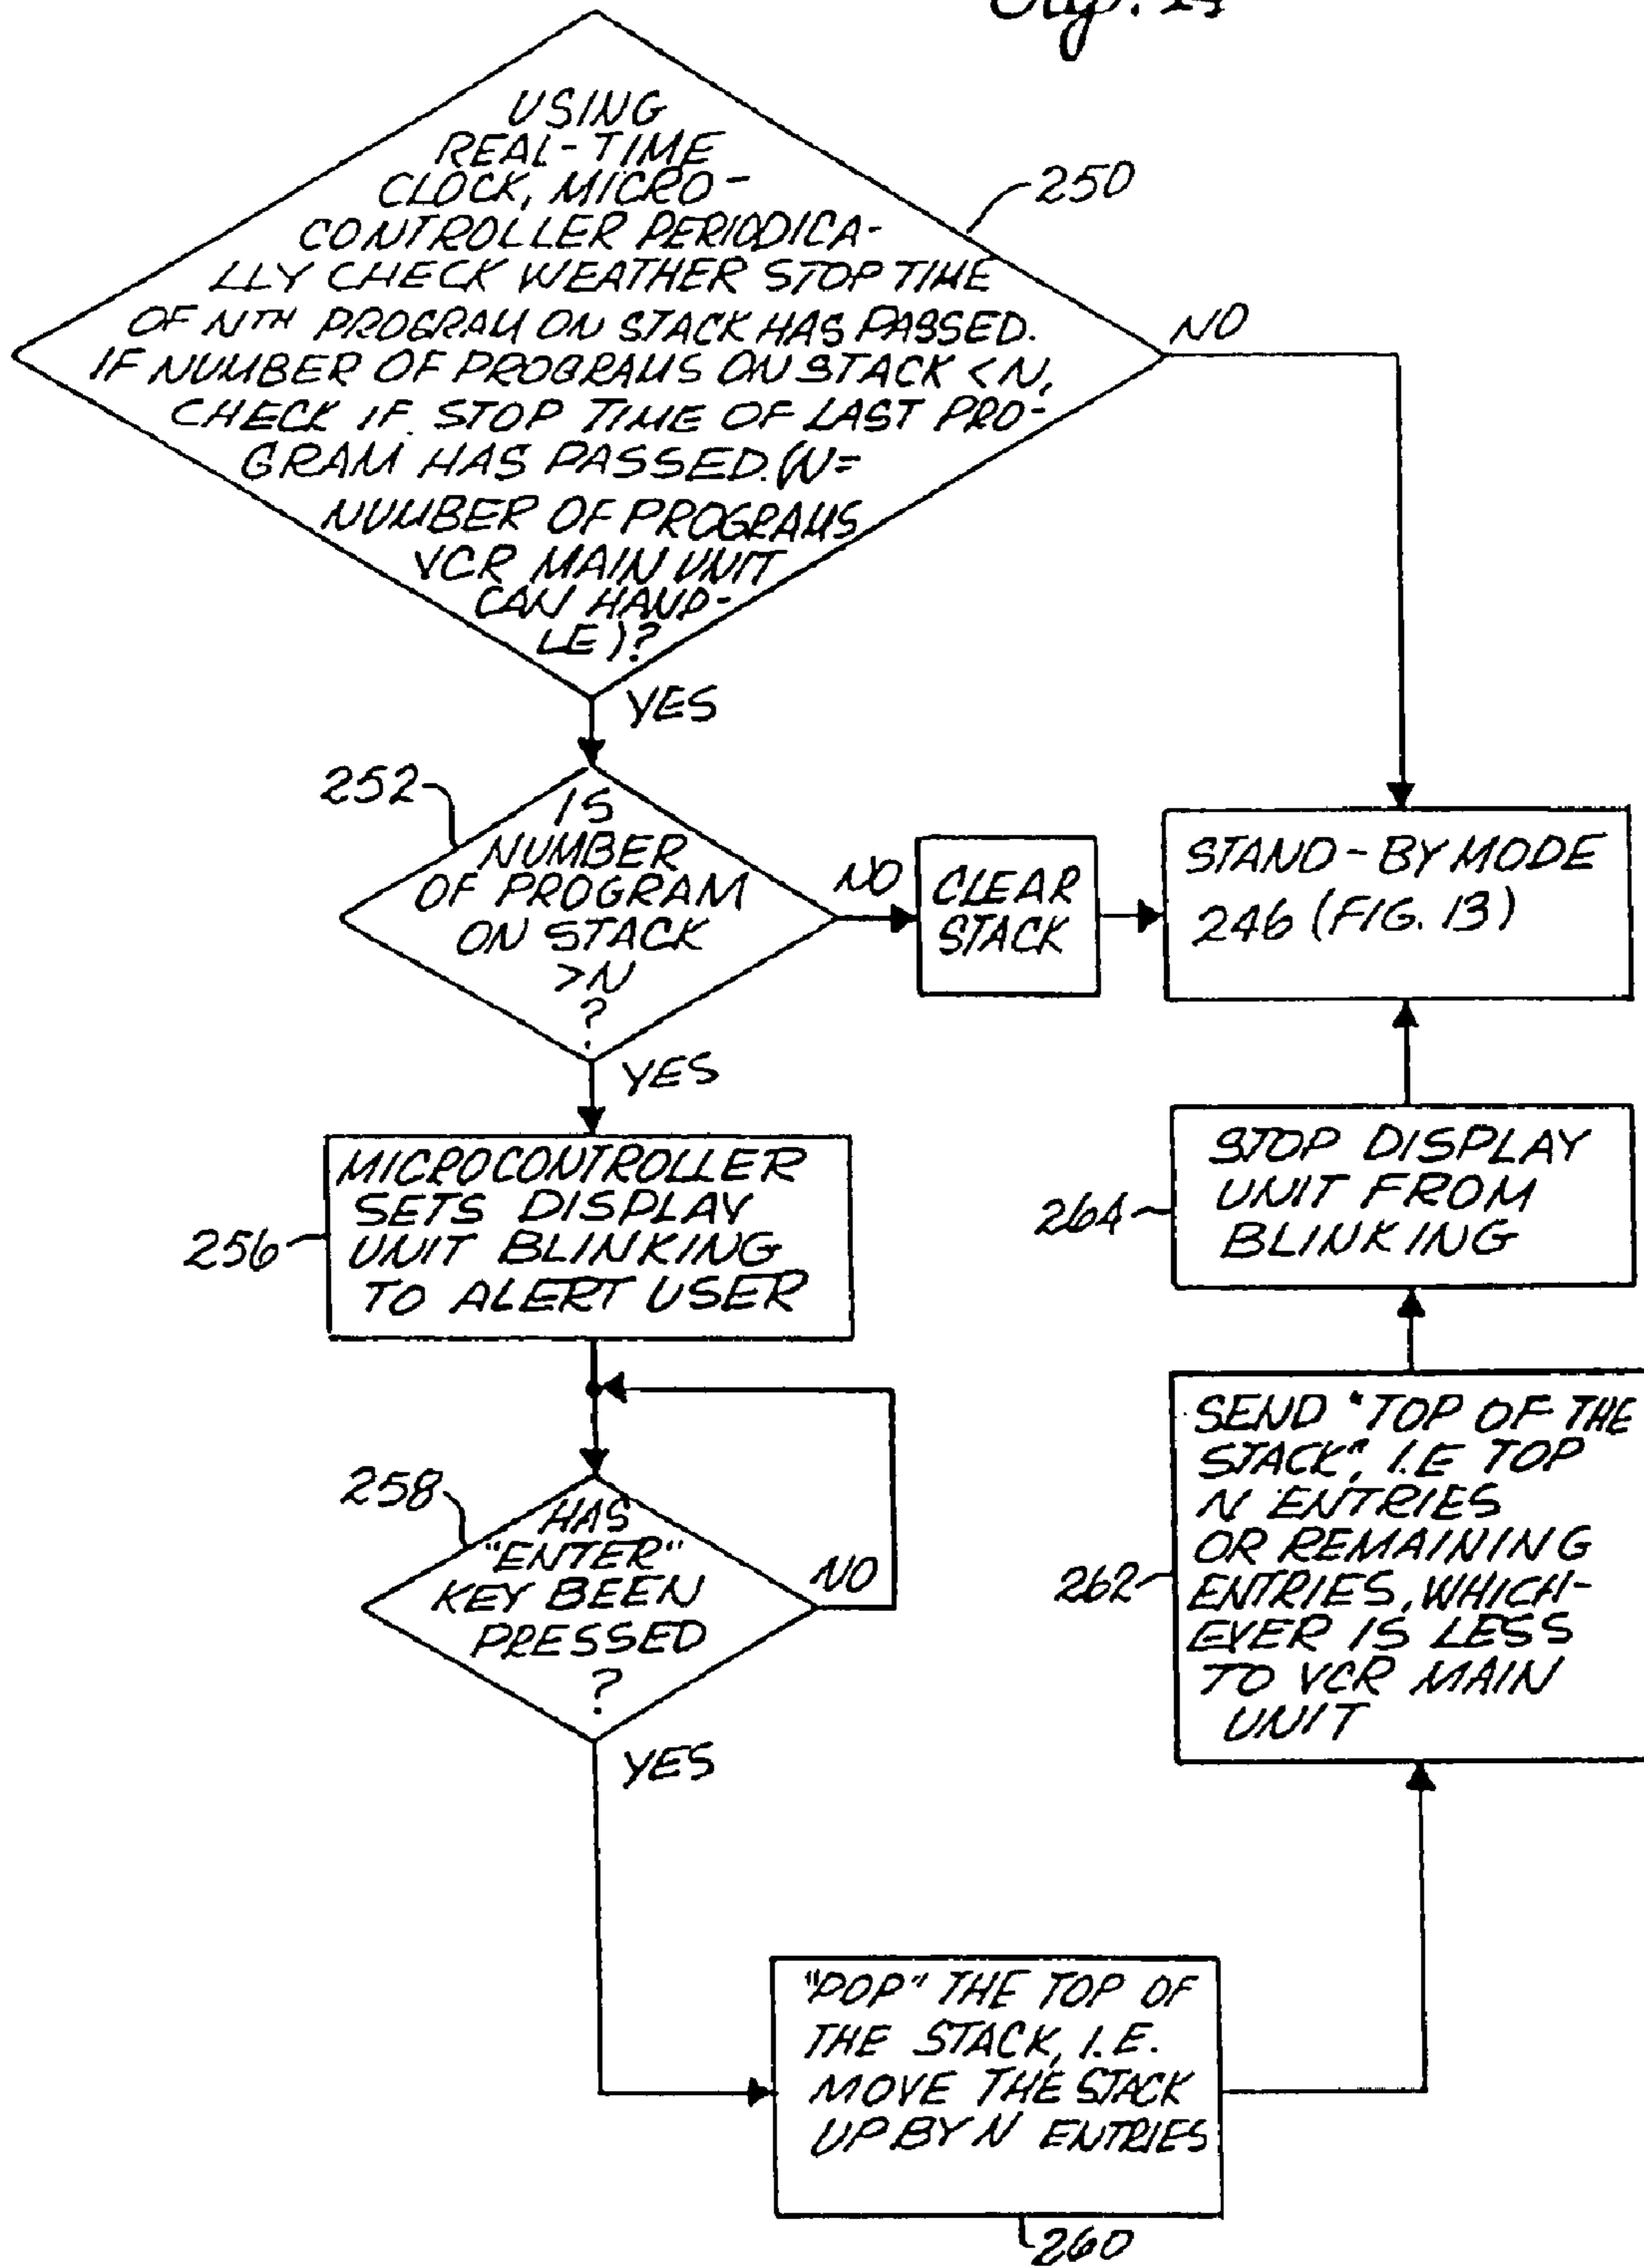 USING
REAL-TIME
CLOCK, MICRO-
CONTROLLER PERIODICA-
LLY CHECK WEATHER STOP TIME
OF NTH PROGRAM ON STACK HAS PASSED.
IF NUMBER OF PROGRAMS ON STACK <N,
CHECK IF STOP TIME OF LAST PRO-
GRAM HAS PASSED. (N=
NUMBER OF PROGRAMS
VCR MAIN UNIT
CAN HAND-
LE)?
250
NO
YES
252
IS
NUMBER
OF PROGRAM
ON STACK
>N
?
NO
CLEAR
STACK
STAND-BY MODE
246 (FIG. 13)
YES
MICROCONTROLLER
SETS DISPLAY
UNIT BLINKING
TO ALERT USER
256
258
HAS
"ENTER"
KEY BEEN
PRESSED
?
NO
YES
"POP" THE TOP OF
THE STACK, I.E.
MOVE THE STACK
UP BY N ENTRIES
260
SEND "TOP OF THE
STACK", I.E TOP
N ENTRIES
OR REMAINING
ENTRIES, WHICH-
EVER IS LESS
TO VCR MAIN
UNIT
262
STOP DISPLAY
UNIT FROM
BLINKING
264